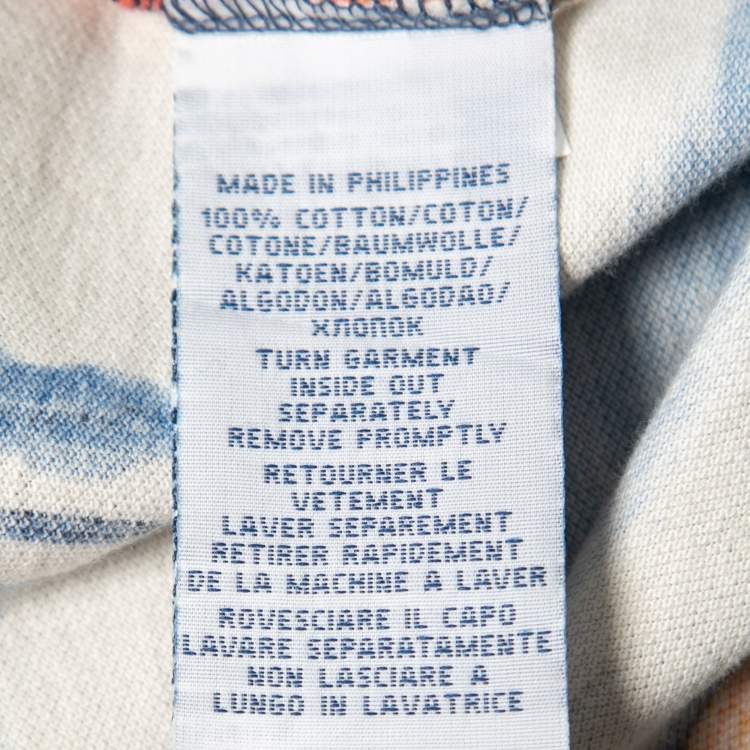 MADE IN PHILIPPINES
100% COTTON/COTON/
COTONE/BAUMWOLLE/
KATOEN/BOMULD/
ALGODON/ALGODAO/
ХЛОПОК
TURN GARMENT
INSIDE OUT
SEPARATELY
REMOVE PROMPTLY
RETOURNER LE
VETEMENT
LAVER SEPAREMENT
RETIRER RAPIDEMENT
DE LA MACHINE A LAVER
ROVESCIARE IL CAPO
LAVARE SEPARATAMENTE
NON LASCIARE A
LUNGO IN LAVATRICE